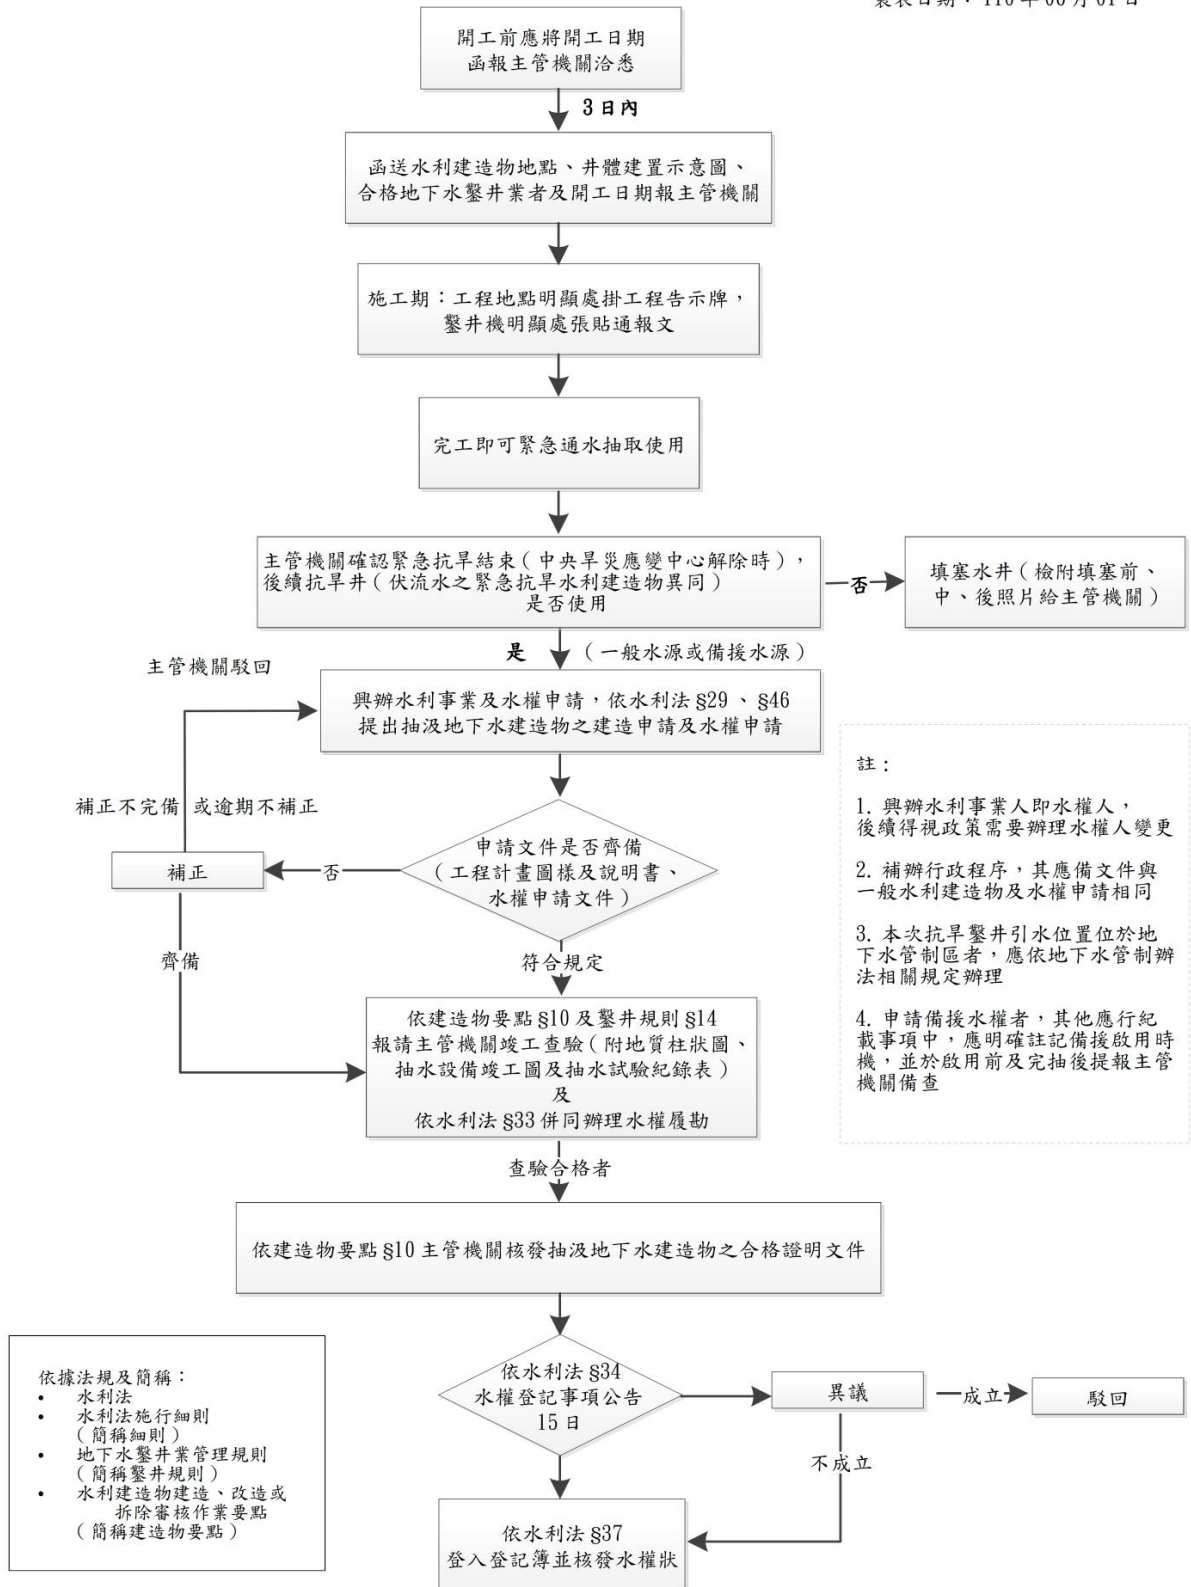 開工前應將開工日期
函報主管機關洽悉
3日內
函送水利建造物地點、井體建置示意圖、
合格地下水鑿井業者及開工日期報主管機關
施工期：工程地點明顯處掛工程告示牌，
鑿井機明顯處張貼通報文
完工即可緊急通水抽取使用
主管機關確認緊急抗旱結束（中央旱災應變中心解除時），
後續抗旱井（伏流水之緊急抗旱水利建造物異同）
是否使用
否
填塞水井（檢附填塞前、
中、後照片給主管機關）
是
（一般水源或備援水源）
主管機關駁回
興辦水利事業及水權申請，依水利法 §29 、 §46
提出抽汲地下水建造物之建造申請及水權申請
補正不完備 或逾期不補正
申請文件是否齊備
（工程計畫圖樣及說明書、
水權申請文件）
否
補正
齊備
符合規定
依建造物要點 §10 及鑿井規則 §14
報請主管機關竣工查驗（附地質柱狀圖、
抽水設備竣工圖及抽水試驗紀錄表）
及
依水利法 §33 併同辦理水權履勘
註：
1. 興辦水利事業人即水權人，
後續得視政策需要辦理水權人變更
2. 補辦行政程序，其應備文件與
一般水利建造物及水權申請相同
3. 本次抗旱鑿井引水位置位於地
下水管制區者，應依地下水管制辦
法相關規定辦理
4. 申請備援水權者，其他應行紀
載事項中，應明確註記備援啟用時
機，並於啟用前及完抽後提報主管
機關備查
查驗合格者
依建造物要點 §10 主管機關核發抽汲地下水建造物之合格證明文件
依水利法 §34
水權登記事項公告
15 日
異議
成立
駁回
不成立
依水利法 §37
登入登記簿並核發水權狀
依據法規及簡稱：
• 水利法
• 水利法施行細則
（簡稱細則）
• 地下水鑿井業管理規則
（簡稱鑿井規則）
• 水利建造物建造、改造或
拆除審核作業要點
（簡稱建造物要點）